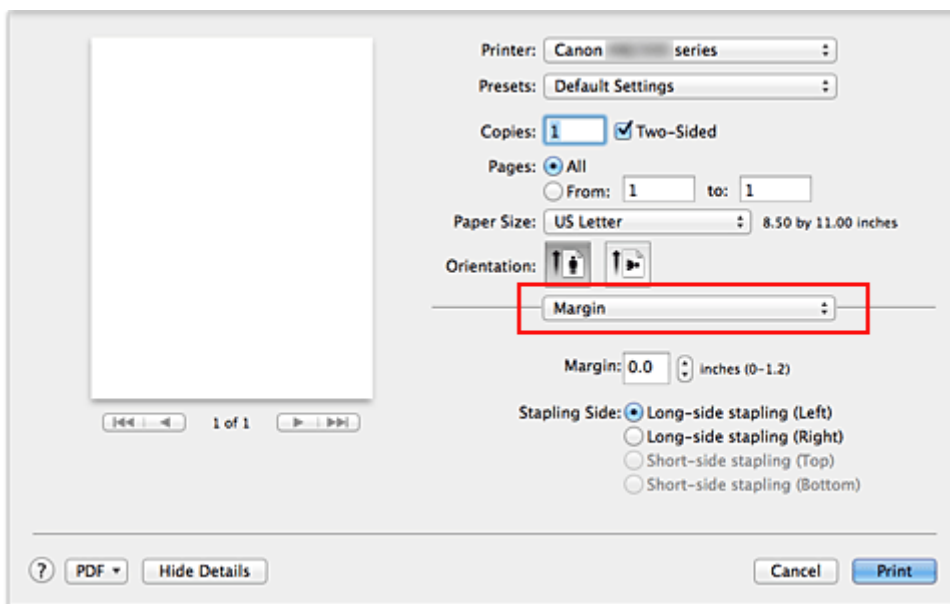 Printer: Canon series
Presets: Default Settings
Copies: 1 Two-Sided
Pages: All
From: 1 to: 1
Paper Size: US Letter 8.50 by 11.00 inches
Orientation:
Margin
Margin: 0.0 inches (0-1.2)
Stapling Side: Long-side stapling (Left)
Long-side stapling (Right)
Short-side stapling (Top)
Short-side stapling (Bottom)
1 of 1
? PDF Hide Details Cancel Print